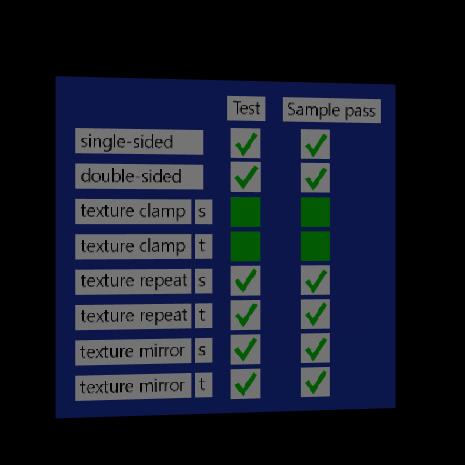 Test Sample pass
single-sided
double-sided
texture clamp s
texture clamp t
texture repeat s
texture repeat t
texture mirror s
texture mirror t